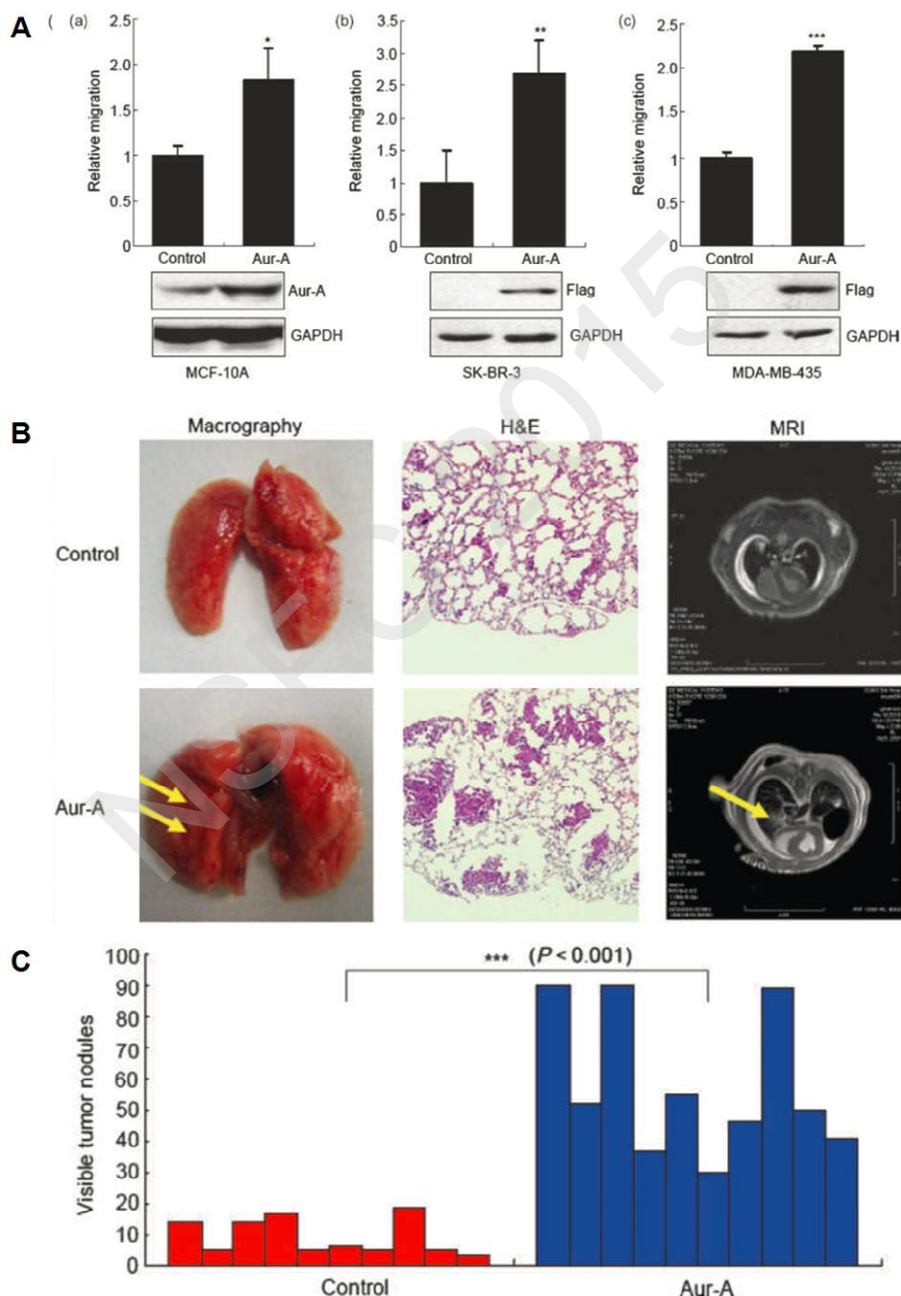 A ( (a) (b) (c)
2.5
2.0
1.5
1
0.5
0
Relative migration
*
Control Aur-A
Aur-A
GAPDH
MCF-10A
3.5
3.0
2.5
2.0
1.5
1
0.5
0
Relative migration
**
Control Aur-A
Flag
GAPDH
SK-BR-3
2.5
2.0
1.5
1
0.5
0
Relative migration
***
Control Aur-A
Flag
GAPDH
MDA-MB-435
B
Macrography H&E MRI
Control
Aur-A
C
*** (P < 0.001)
100
90
80
70
60
50
40
30
20
10
0
Visible tumor nodules
Control Aur-A
NSFC 2015